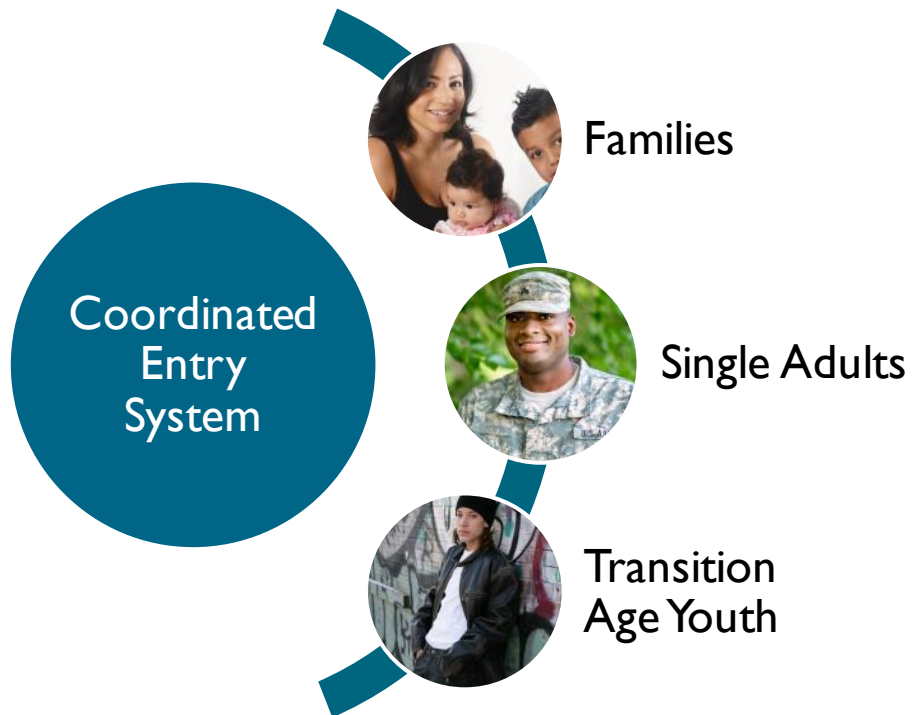 Families
Coordinated
Entry
System
Single Adults
Transition
Age Youth